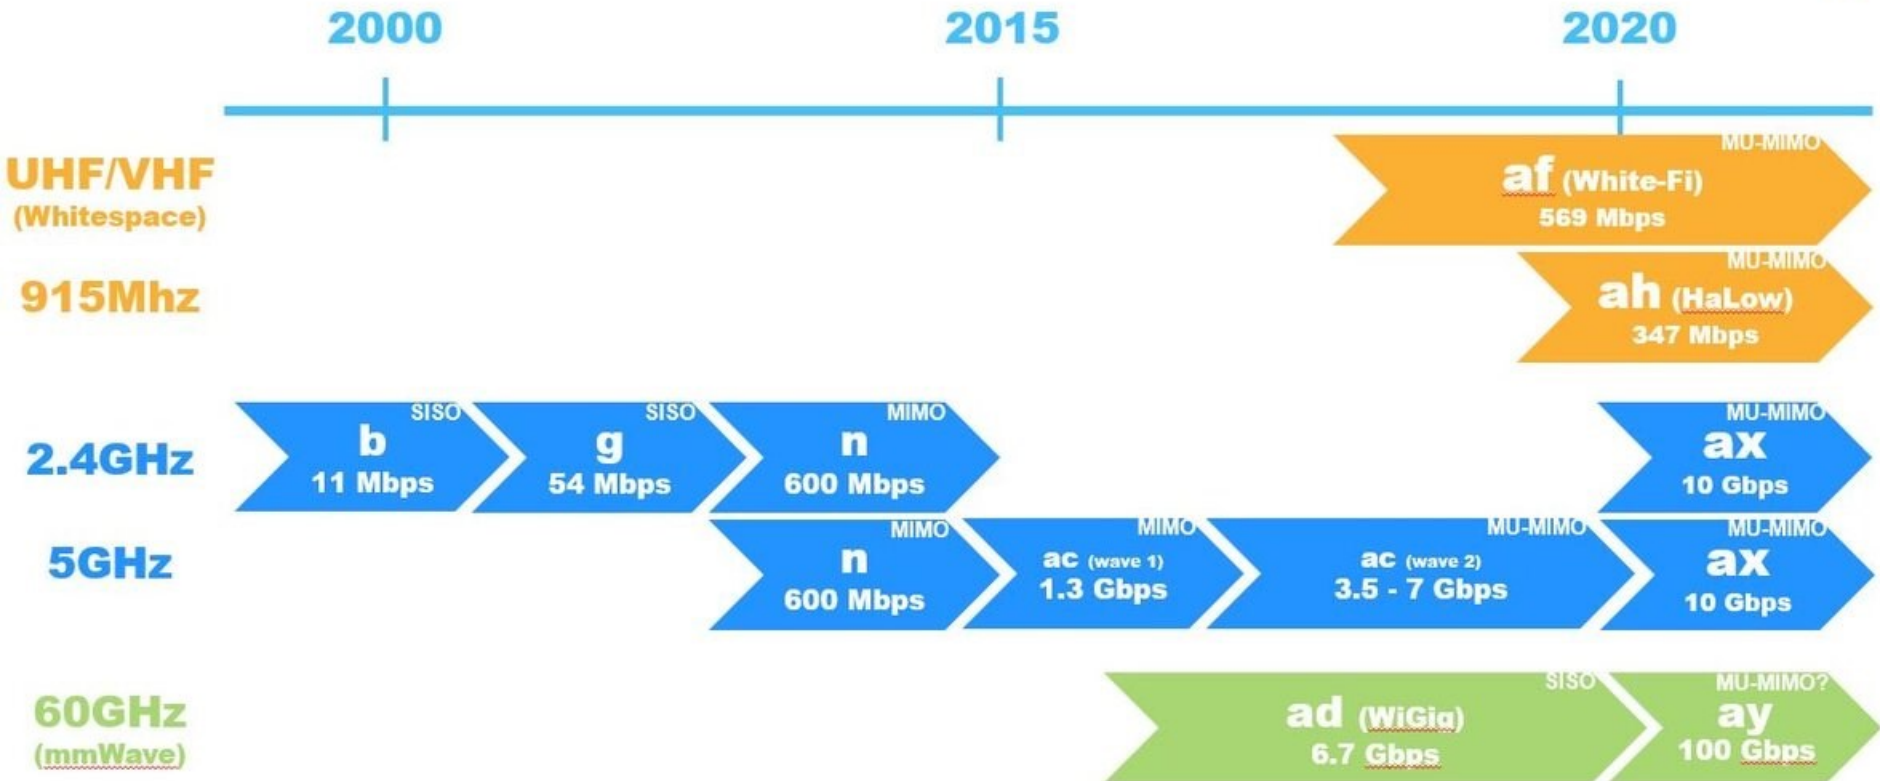 2000 2015 2020
UHF/VHF
(Whitespace)
MU-MIMO
af (White-Fi)
569 Mbps
915Mhz
MU-MIMO
ah (HaLow)
347 Mbps
2.4GHz
SISO
b
11 Mbps
SISO
g
54 Mbps
MIMO
n
600 Mbps
MU-MIMO
ax
10 Gbps
5GHz
MIMO
n
600 Mbps
MIMO
ac (wave 1)
1.3 Gbps
MU-MIMO
ac (wave 2)
3.5 - 7 Gbps
MU-MIMO
ax
10 Gbps
60GHz
(mmWave)
SISO
ad (WiGig)
6.7 Gbps
MU-MIMO?
ay
100 Gbps